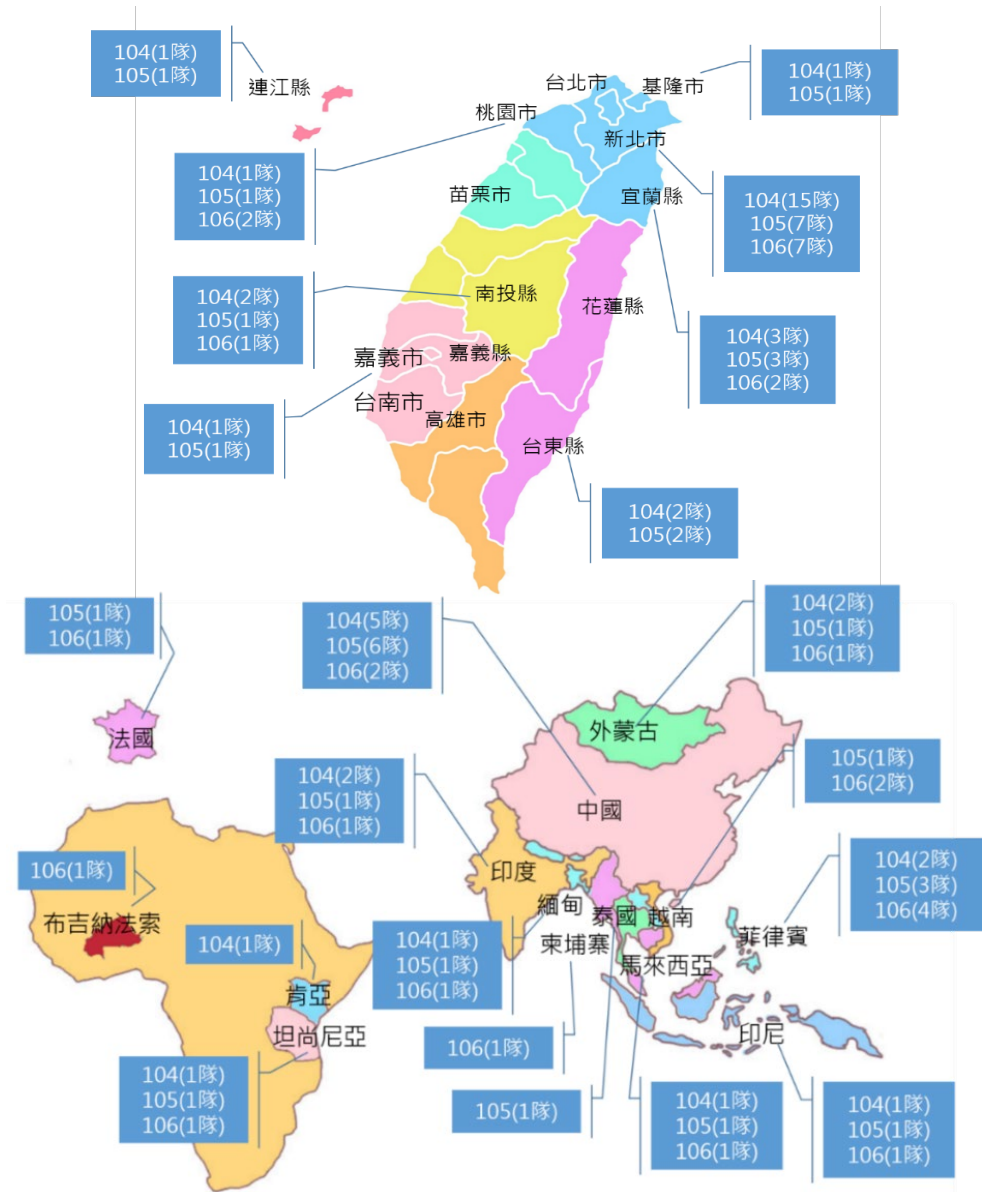 104(1隊)
105(1隊)
連江縣
台北市
基隆市
104(1隊)
105(1隊)
桃園市
新北市
104(1隊)
105(1隊)
106(2隊)
苗栗市
宜蘭縣
104(15隊)
105(7隊)
106(7隊)
104(2隊)
105(1隊)
106(1隊)
南投縣
花蓮縣
104(3隊)
105(3隊)
106(2隊)
嘉義市
嘉義縣
台南市
高雄市
104(1隊)
105(1隊)
台東縣
104(2隊)
105(2隊)
105(1隊)
106(1隊)
104(5隊)
105(6隊)
106(2隊)
104(2隊)
105(1隊)
106(1隊)
法國
外蒙古
104(2隊)
105(1隊)
106(1隊)
105(1隊)
106(2隊)
中國
106(1隊)
印度
104(2隊)
105(3隊)
106(4隊)
布吉納法索
緬甸
泰國
越南
菲律賓
104(1隊)
104(1隊)
105(1隊)
106(1隊)
柬埔寨
馬來西亞
肯亞
坦尚尼亞
印尼
106(1隊)
104(1隊)
105(1隊)
106(1隊)
105(1隊)
104(1隊)
105(1隊)
106(1隊)
104(1隊)
105(1隊)
106(1隊)